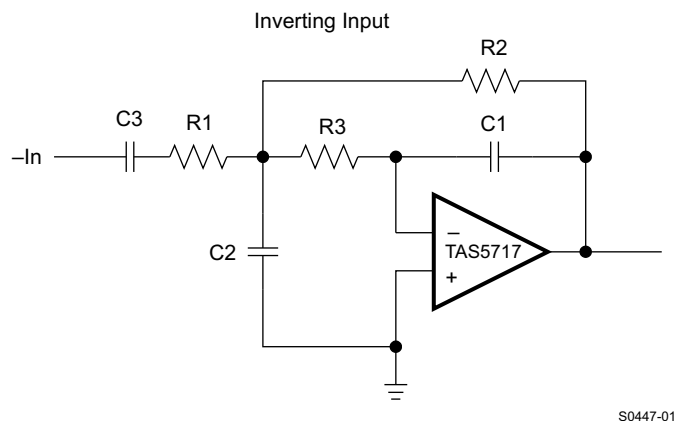 Inverting Input
R2
C3
R1
R3
C1
–In
C2
–
TAS5717
+
S0447-01